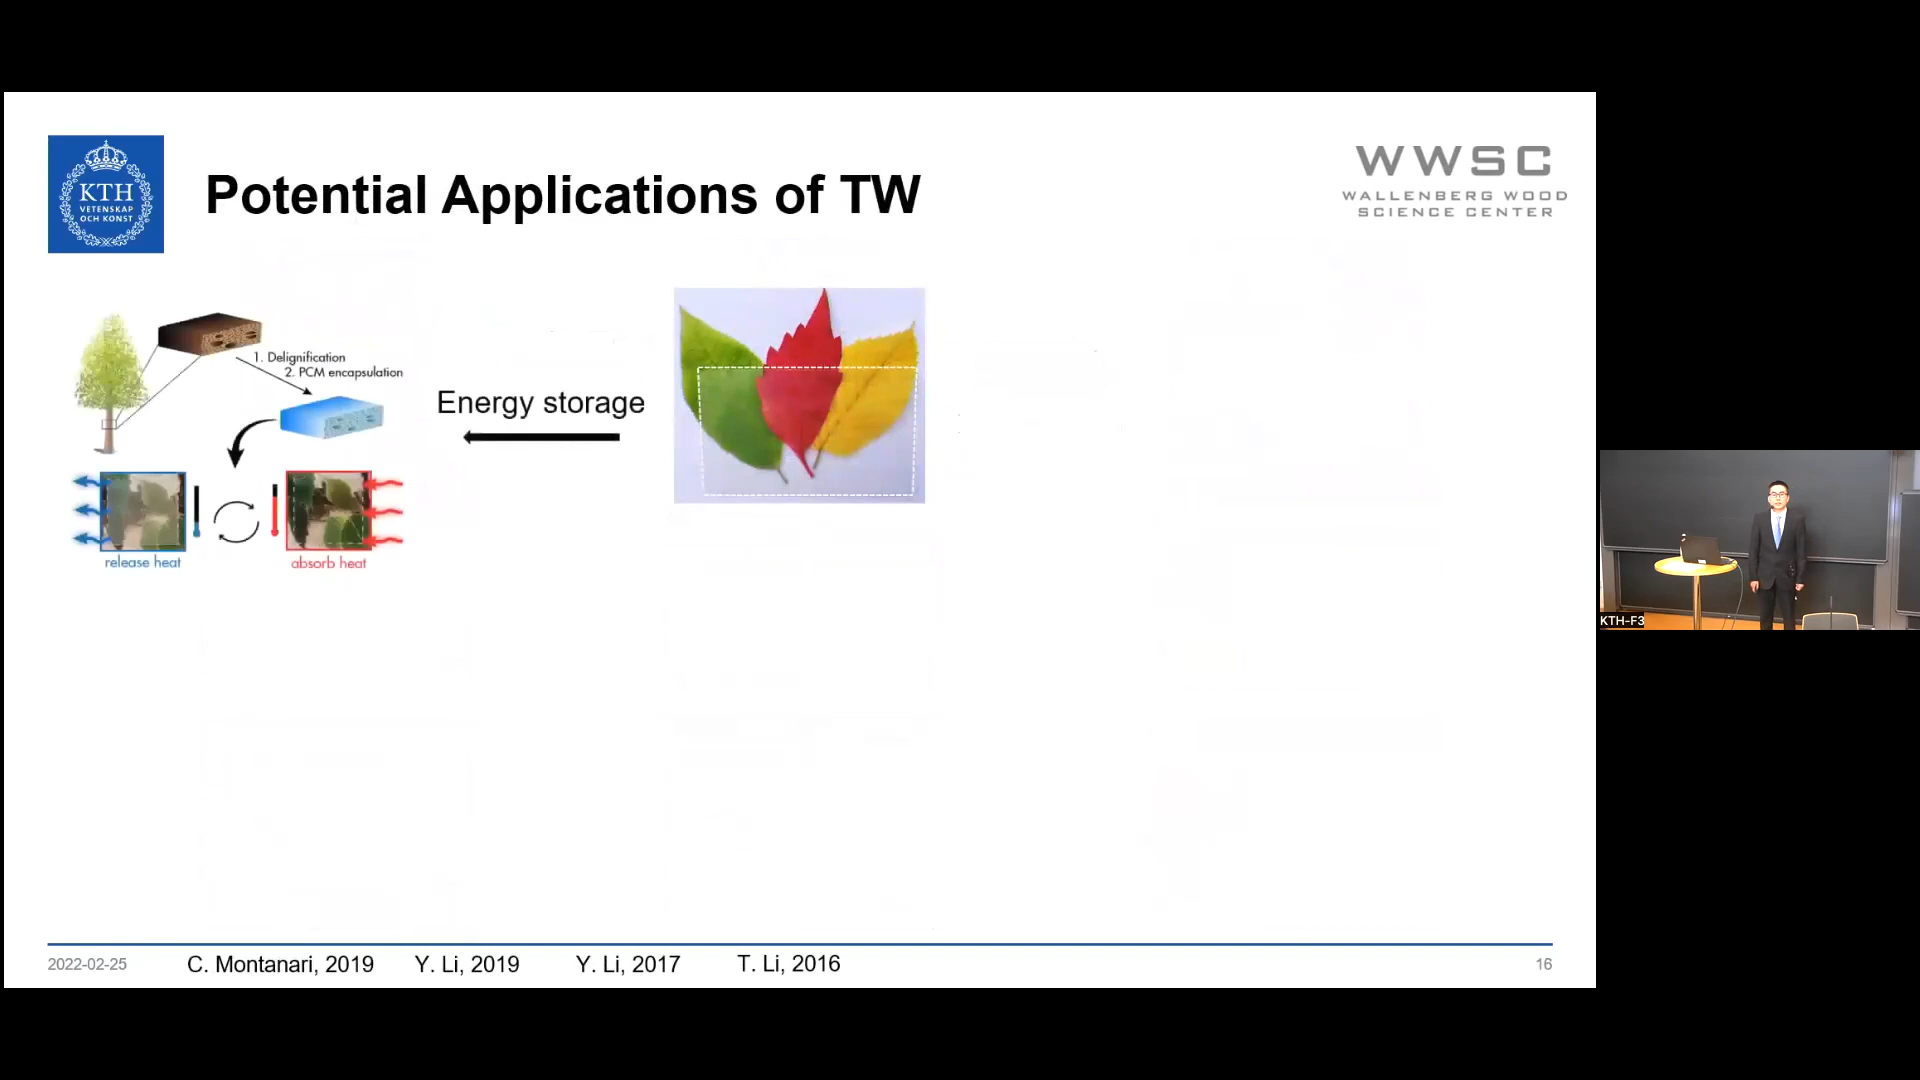 KTH
VETENSKAP
OCH KONST
Potential Applications of TW
WWSC
WALLENBERG WOOD
SCIENCE CENTER
1. Delignification
2. PCM encapsulation
Energy storage
release heat
absorb heat
KTH-F3
2022-02-25
C. Montanari, 2019
Y. Li, 2019
Y. Li, 2017
T. Li, 2016
16